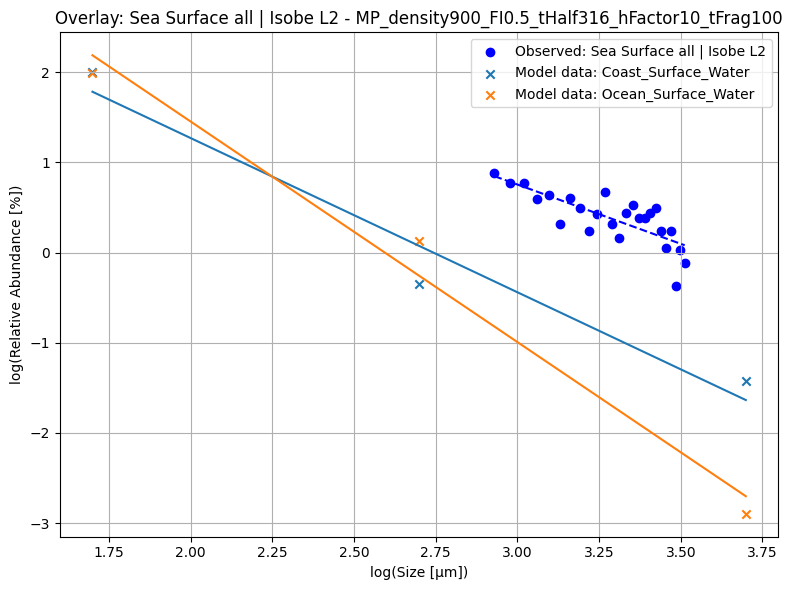 Overlay: Sea Surface all | Isobe L2 - MP_density900_FI0.5_tHalf316_hFactor10_tFrag100
Observed: Sea Surface all | Isobe L2
Model data: Coast_Surface_Water
Model data: Ocean_Surface_Water
log(Relative Abundance [%])
2
1
0
−1
−2
−3
1.75 2.00 2.25 2.50 2.75 3.00 3.25 3.50 3.75
log(Size [μm])